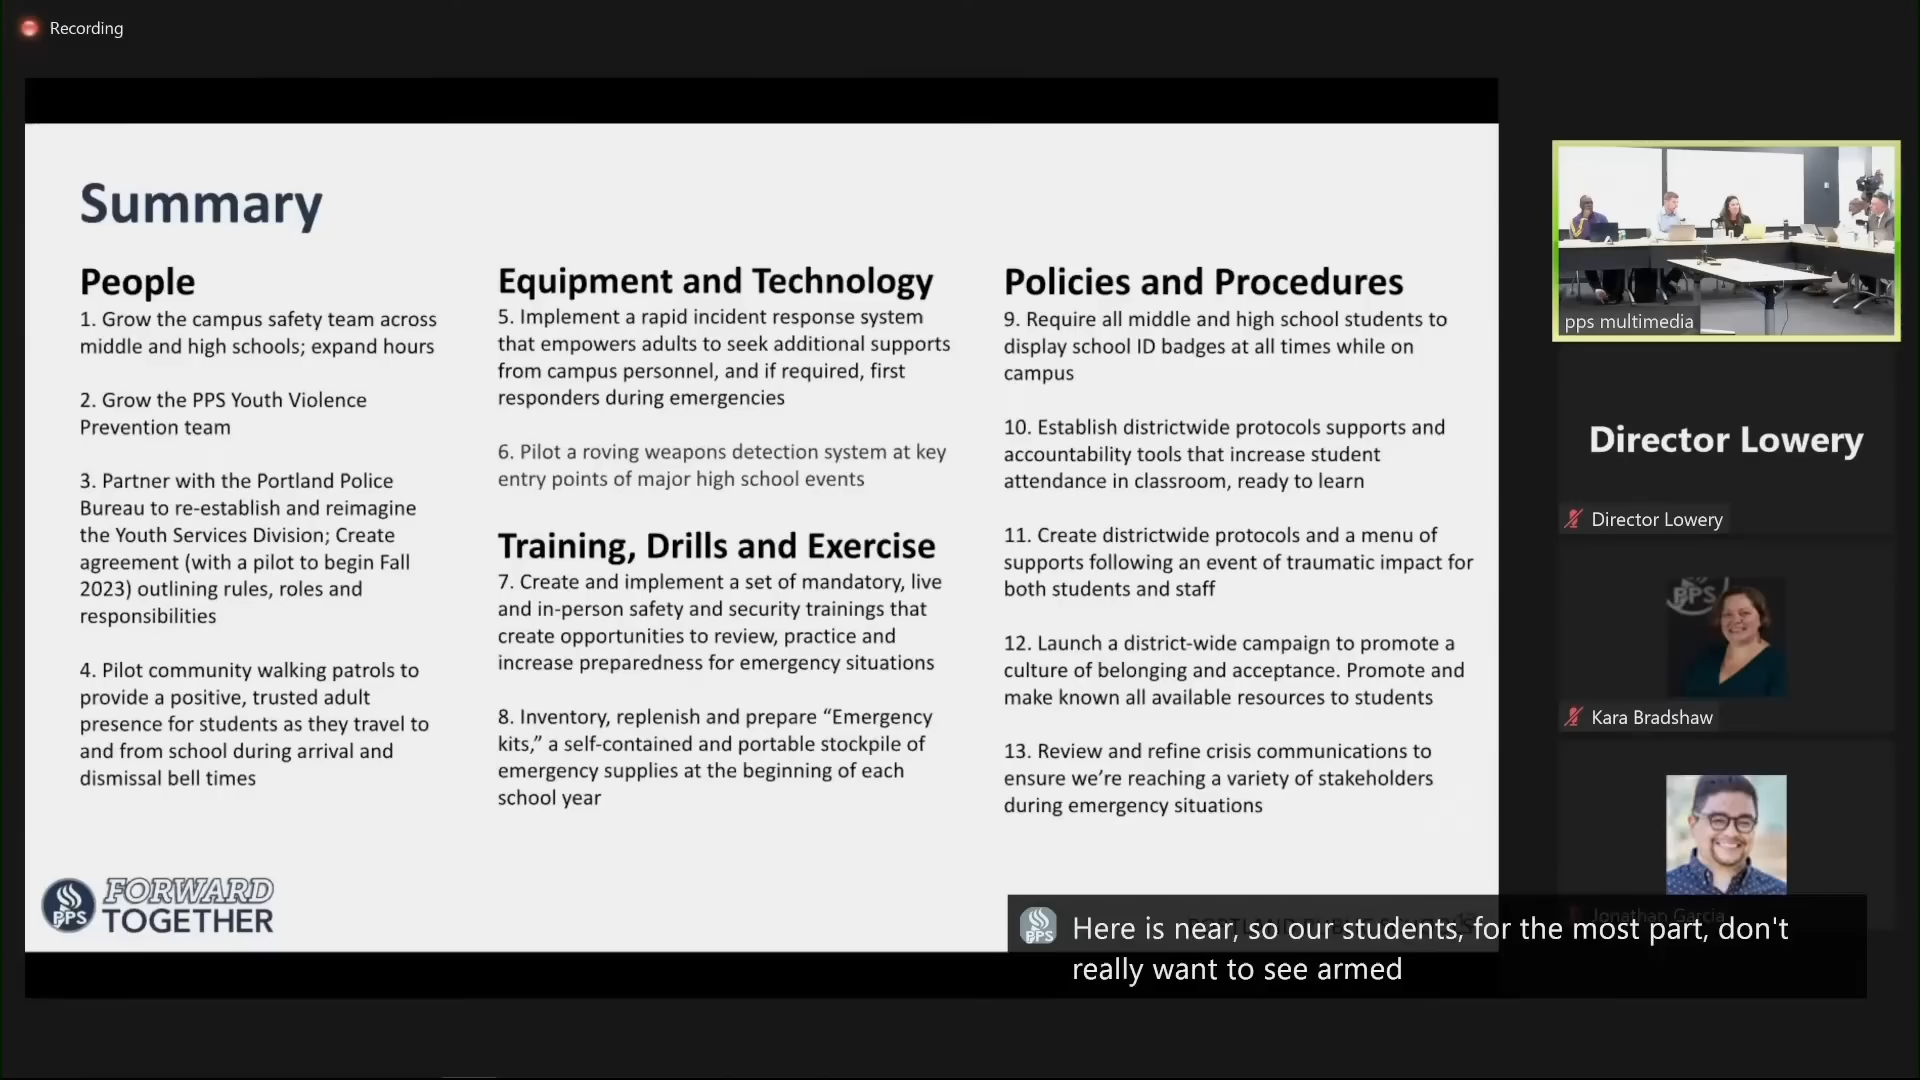 Recording
Summary
People
1. Grow the campus safety team across
middle and high schools; expand hours
2. Grow the PPS Youth Violence
Prevention team
3. Partner with the Portland Police
Bureau to re-establish and reimagine
the Youth Services Division; Create
agreement (with a pilot to begin Fall
2023) outlining rules, roles and
responsibilities
4. Pilot community walking patrols to
provide a positive, trusted adult
presence for students as they travel to
and from school during arrival and
dismissal bell times
Equipment and Technology
5. Implement a rapid incident response system
that empowers adults to seek additional supports
from campus personnel, and if required, first
responders during emergencies
6. Pilot a roving weapons detection system at key
entry points of major high school events
Training, Drills and Exercise
7. Create and implement a set of mandatory, live
and in-person safety and security trainings that
create opportunities to review, practice and
increase preparedness for emergency situations
8. Inventory, replenish and prepare “Emergency
kits,” a self-contained and portable stockpile of
emergency supplies at the beginning of each
school year
Policies and Procedures
9. Require all middle and high school students to
display school ID badges at all times while on
campus
10. Establish districtwide protocols supports and
accountability tools that increase student
attendance in classroom, ready to learn
11. Create districtwide protocols and a menu of
supports following an event of traumatic impact for
both students and staff
12. Launch a district-wide campaign to promote a
culture of belonging and acceptance. Promote and
make known all available resources to students
13. Review and refine crisis communications to
ensure we’re reaching a variety of stakeholders
during emergency situations
PPS
FORWARD
TOGETHER
pps multimedia
Director Lowery
Director Lowery
PPS
Kara Bradshaw
Jonathan Garcia
PPS
Here is near, so our students, for the most part, don't
really want to see armed